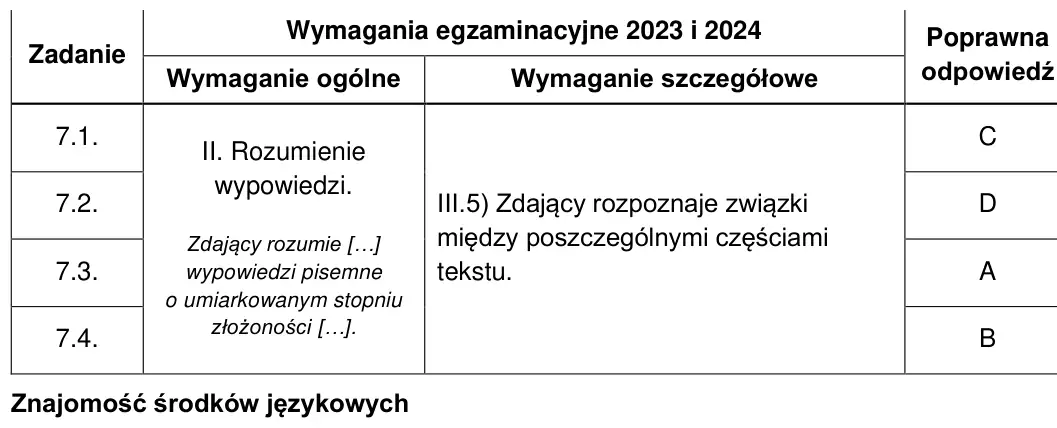 Zadanie
Wymagania egzaminacyjne 2023 i 2024
Poprawna
odpowiedź
Wymaganie ogólne
Wymaganie szczegółowe
7.1.
II. Rozumienie
wypowiedzi.
Zdający rozumie […]
wypowiedzi pisemne
o umiarkowanym stopniu
złożoności […].
III.5) Zdający rozpoznaje związki
między poszczególnymi częściami
tekstu.
C
7.2.
D
7.3.
A
7.4.
B
Znajomość środków językowych